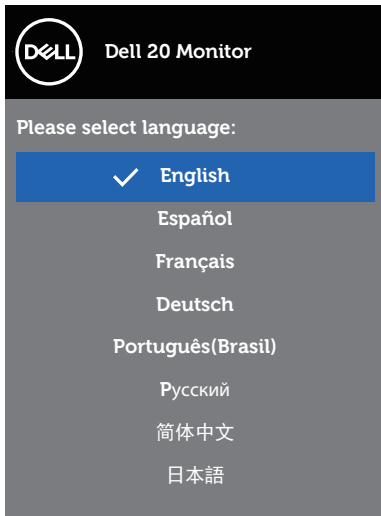 DELL
Dell 20 Monitor
Please select language:
English
Español
Français
Deutsch
Português(Brasil)
Русский
简体中文
日本語